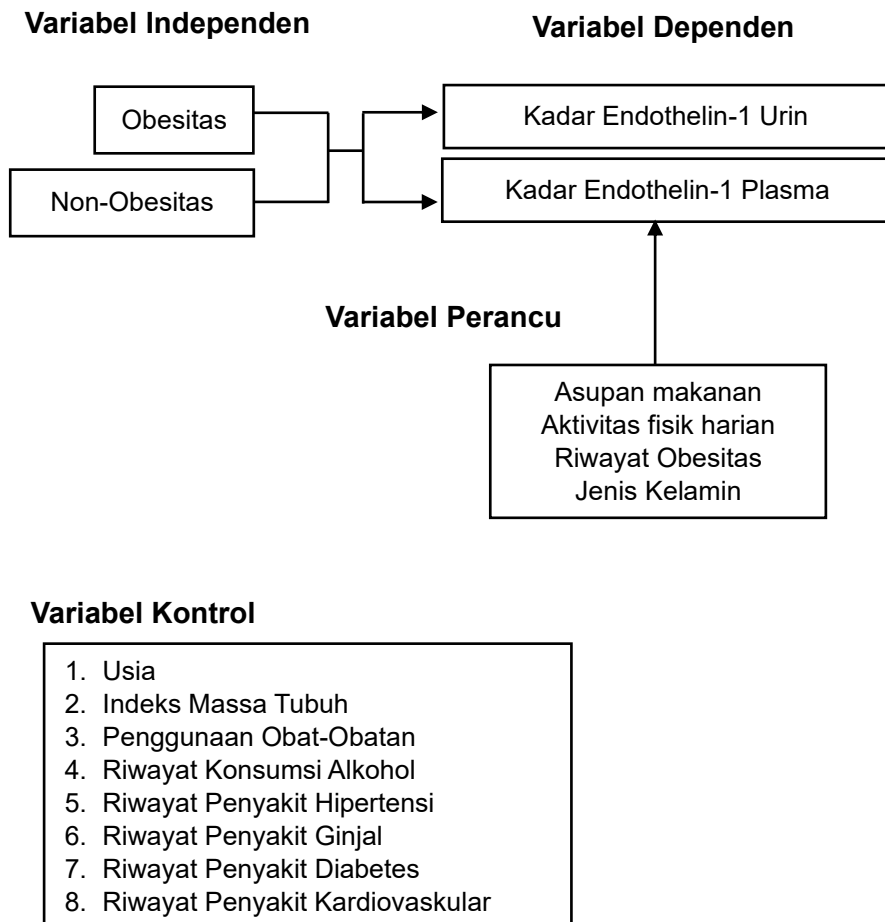 Variabel Independen
Variabel Dependen
Obesitas
Non-Obesitas
Kadar Endothelin-1 Urin
Kadar Endothelin-1 Plasma
Variabel Perancu
Asupan makanan
Aktivitas fisik harian
Riwayat Obesitas
Jenis Kelamin
Variabel Kontrol
1. Usia
2. Indeks Massa Tubuh
3. Penggunaan Obat-Obatan
4. Riwayat Konsumsi Alkohol
5. Riwayat Penyakit Hipertensi
6. Riwayat Penyakit Ginjal
7. Riwayat Penyakit Diabetes
8. Riwayat Penyakit Kardiovaskular